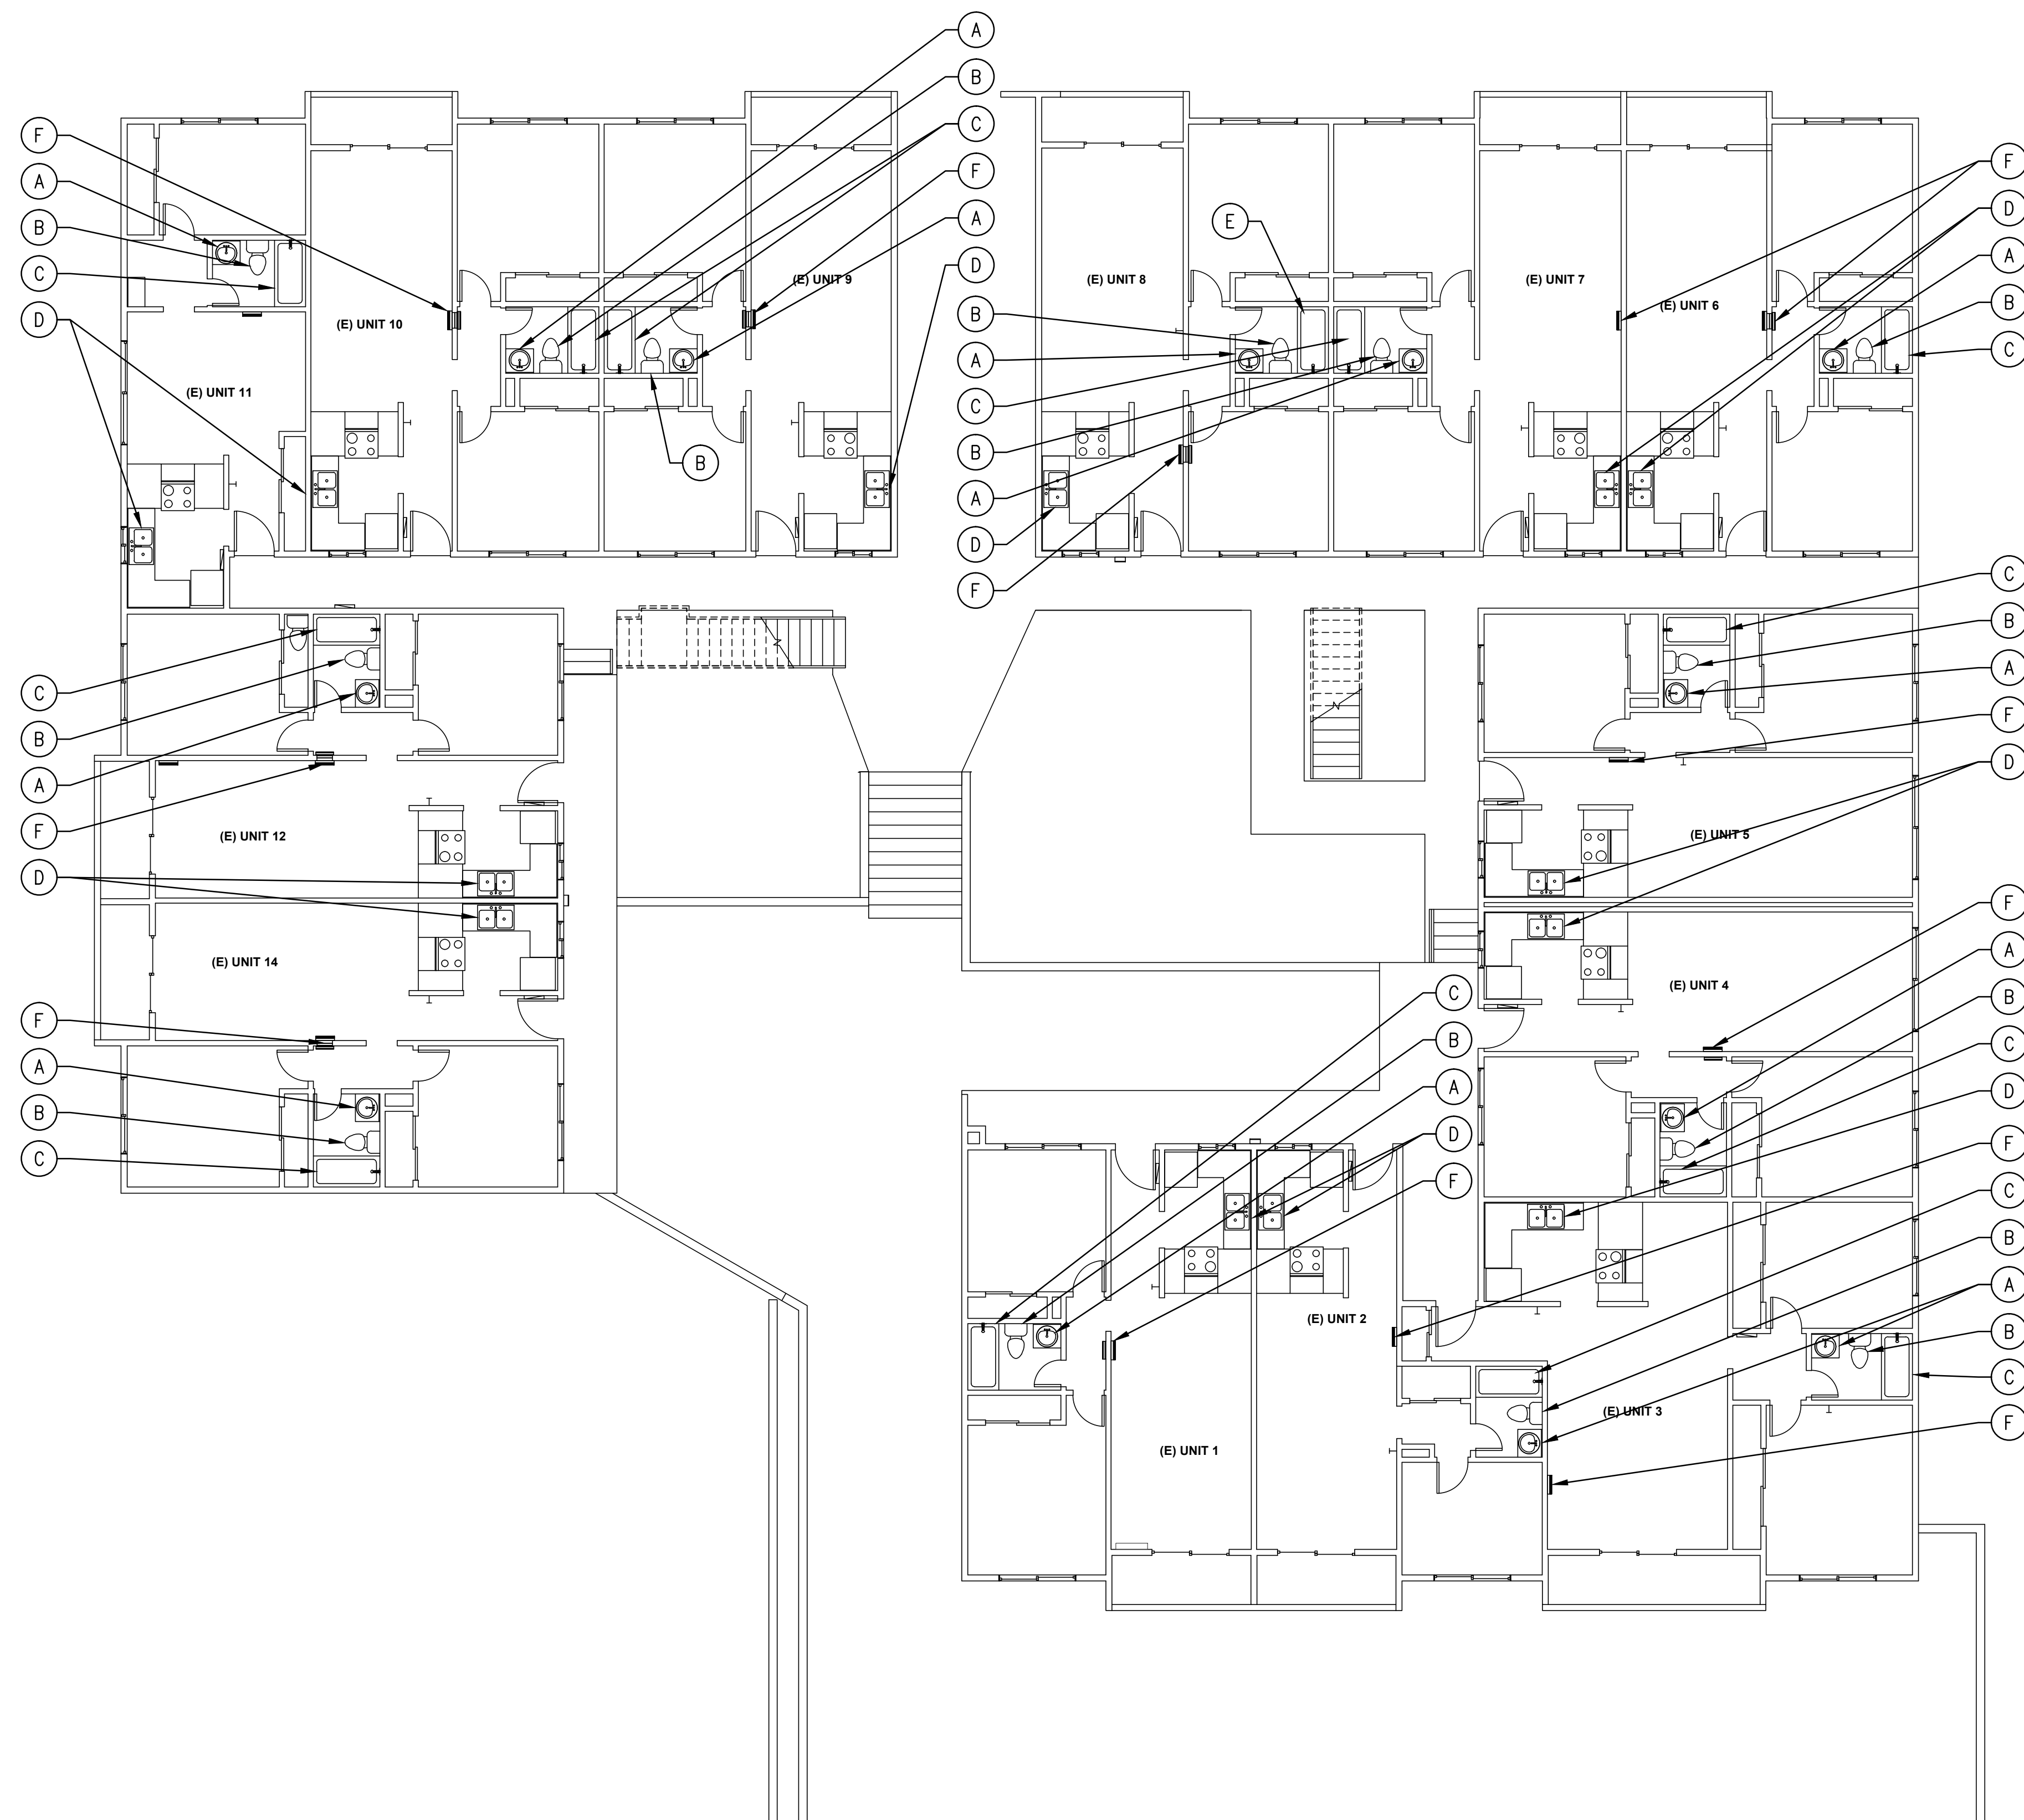 A
B
C
F
A
D
F
A
B
C
D
(E) UNIT 9
(E) UNIT 10
(E) UNIT 11
B
E
(E) UNIT 8
(E) UNIT 7
(E) UNIT 6
F
D
A
B
C
B
A
C
B
A
D
F
C
B
A
F
D
C
B
A
F
D
(E) UNIT 12
(E) UNIT 14
F
A
B
C
(E) UNIT 5
(E) UNIT 4
F
A
B
C
D
F
C
B
A
B
C
F
C
B
A
D
F
(E) UNIT 2
(E) UNIT 3
(E) UNIT 1